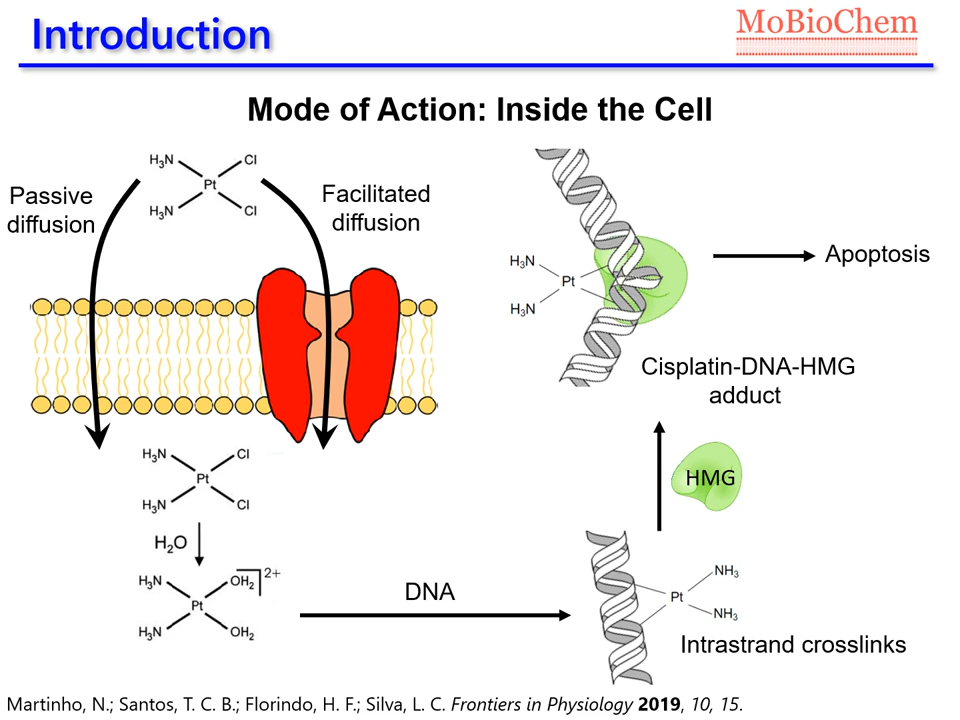 Introduction
MoBioChem
Mode of Action: Inside the Cell
H₃N
Cl
Pt
H₃N
Cl
Passive
diffusion
Facilitated
diffusion
H₃N
Pt
H₃N
Apoptosis
Cisplatin-DNA-HMG
adduct
HMG
H₃N
Cl
Pt
H₃N
Cl
H₂O
H₃N
OH₂
2+
Pt
H₃N
OH₂
DNA
NH₃
Pt
NH₃
Intrastrand crosslinks
Martinho, N.; Santos, T. C. B.; Florindo, H. F.; Silva, L. C. Frontiers in Physiology 2019, 10, 15.